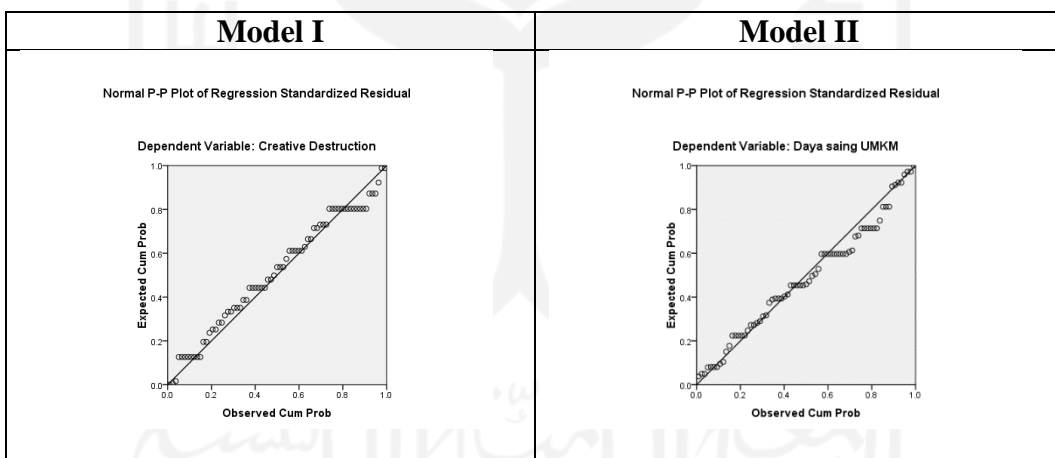 Model I
Model II
Normal P-P Plot of Regression Standardized Residual
Dependent Variable: Creative Destruction
Expected Cum Prob
1.0
0.8
0.6
0.4
0.2
0.0
0.0 0.2 0.4 0.6 0.8 1.0
Observed Cum Prob
Normal P-P Plot of Regression Standardized Residual
Dependent Variable: Daya saing UMKM
Expected Cum Prob
1.0
0.8
0.6
0.4
0.2
0.0
0.0 0.2 0.4 0.6 0.8 1.0
Observed Cum Prob